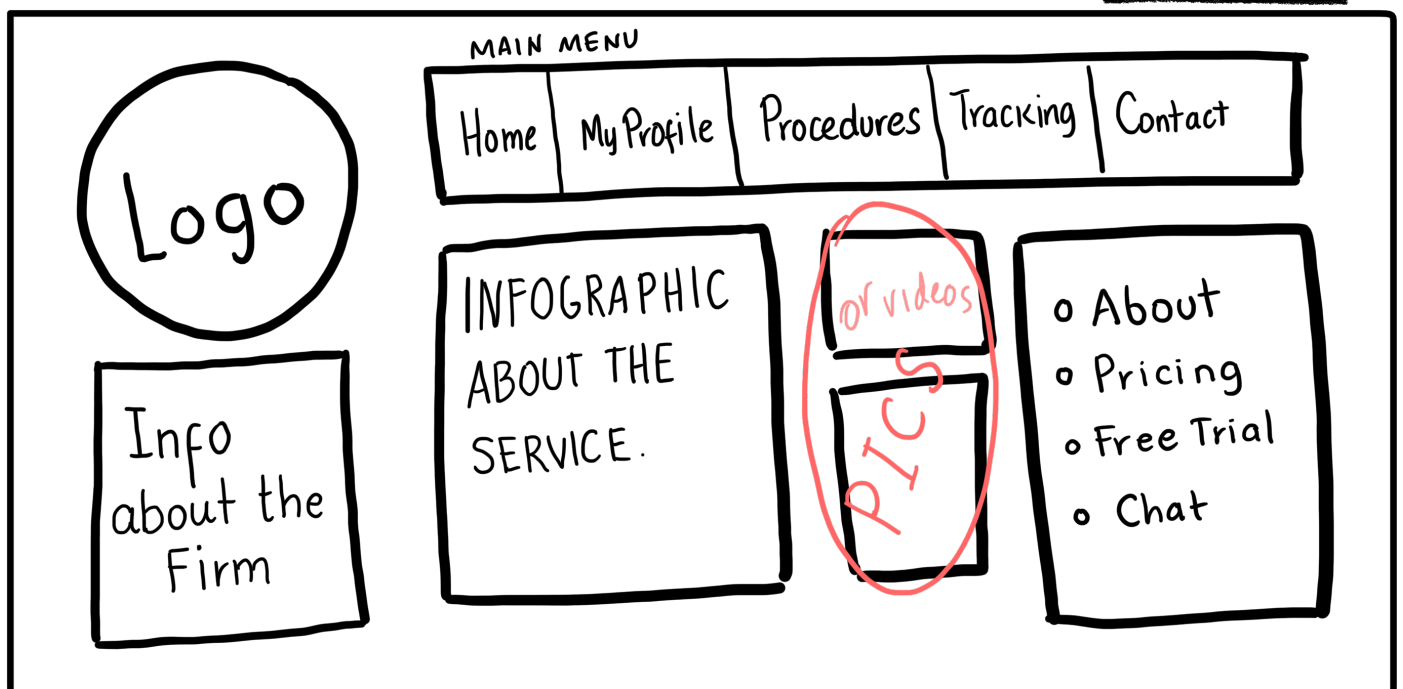 MAIN MENU
Home
My Profile
Procedures
Tracking
Contact
Logo
Info
about the
Firm
INFOGRAPHIC
ABOUT THE
SERVICE.
or videos
PICS
About
Pricing
Free Trial
Chat